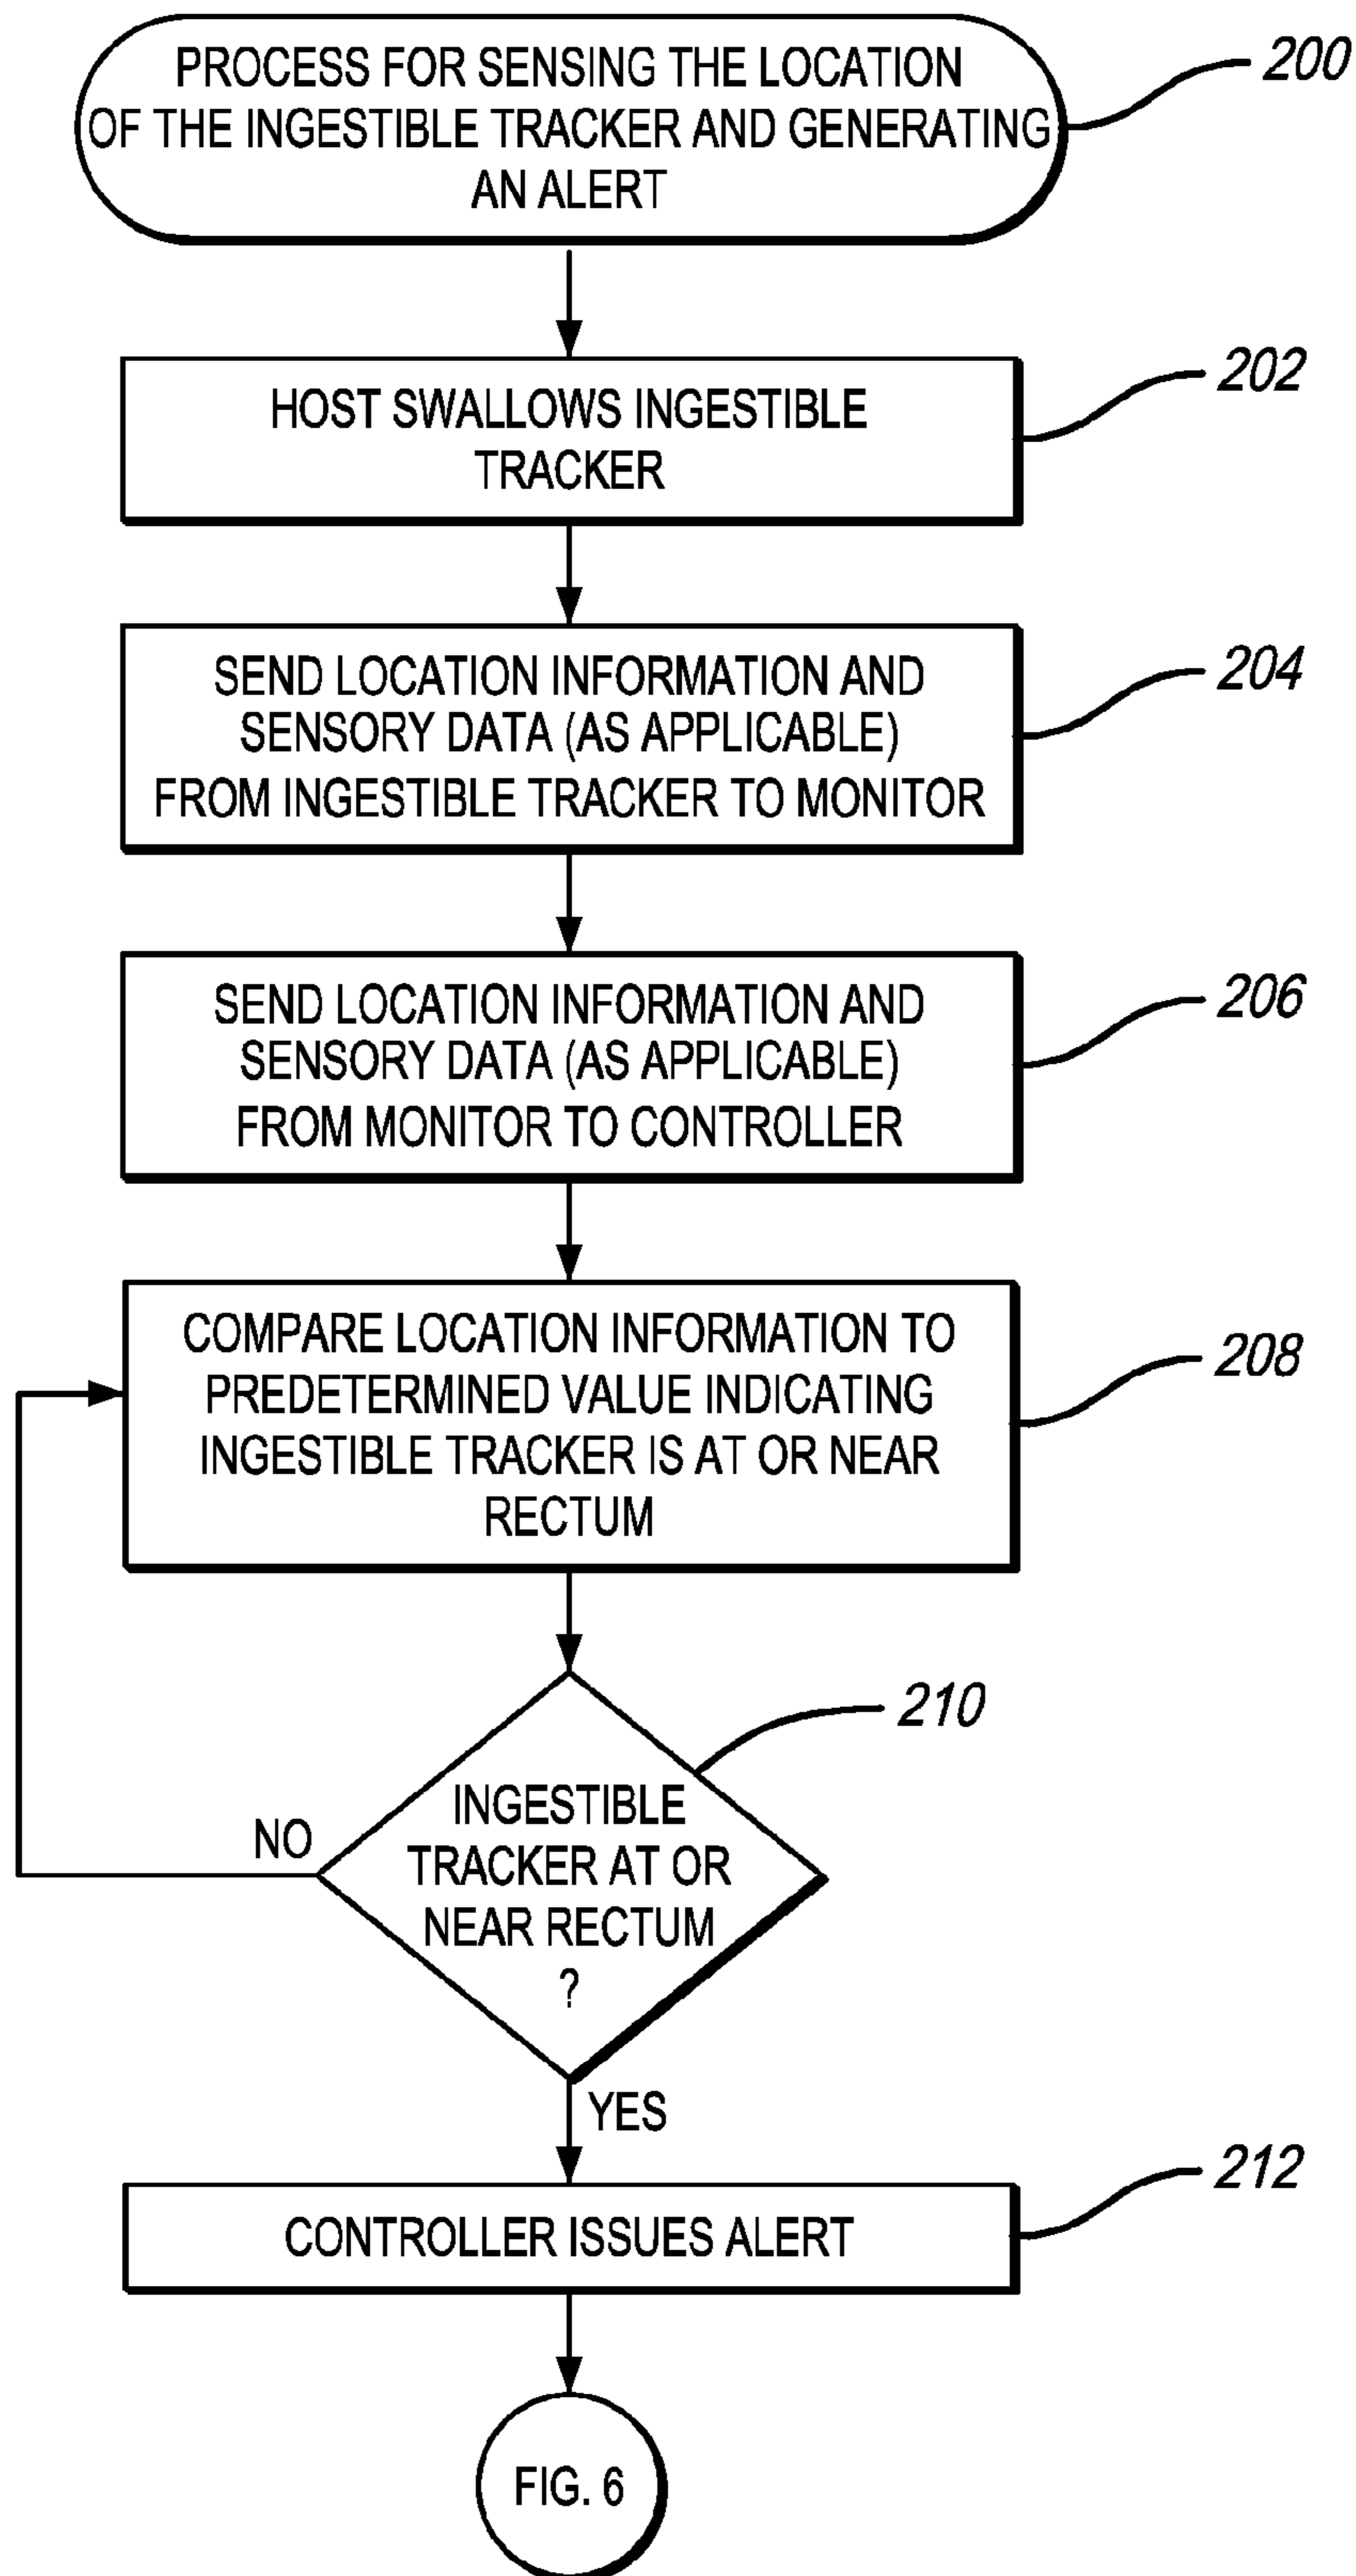 PROCESS FOR SENSING THE LOCATION
OF THE INGESTIBLE TRACKER AND GENERATING
AN ALERT
200
HOST SWALLOWS INGESTIBLE
TRACKER
202
SEND LOCATION INFORMATION AND
SENSORY DATA (AS APPLICABLE)
FROM INGESTIBLE TRACKER TO MONITOR
204
SEND LOCATION INFORMATION AND
SENSORY DATA (AS APPLICABLE)
FROM MONITOR TO CONTROLLER
206
COMPARE LOCATION INFORMATION TO
PREDETERMINED VALUE INDICATING
INGESTIBLE TRACKER IS AT OR NEAR
RECTUM
208
INGESTIBLE
TRACKER AT OR
NEAR RECTUM
?
210
NO
YES
CONTROLLER ISSUES ALERT
212
FIG. 6